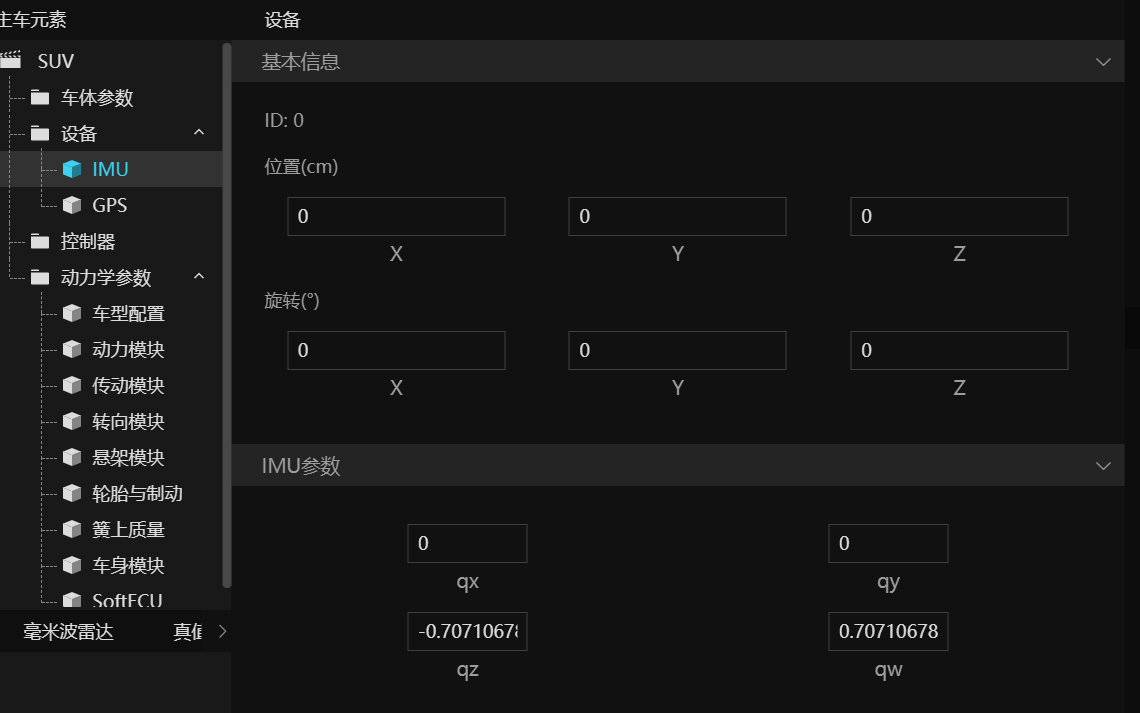 主车元素
SUV
车体参数
设备
IMU
GPS
控制器
动力学参数
车型配置
动力模块
传动模块
转向模块
悬架模块
轮胎与制动
簧上质量
车身模块
SoftECU
毫米波雷达 真值
设备
基本信息
ID: 0
位置(cm)
0 0 0
X Y Z
旋转(°)
0 0 0
X Y Z
IMU参数
0 0
qx qy
-0.7071067 0.70710678
qz qw